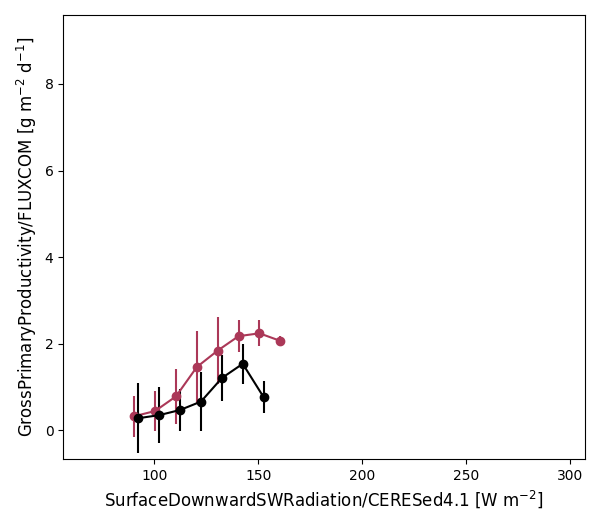 GrossPrimaryProductivity/FLUXCOM [g m⁻² d⁻¹]
8
6
4
2
0
100 150 200 250 300
SurfaceDownwardSWRadiation/CERESed4.1 [W m⁻²]